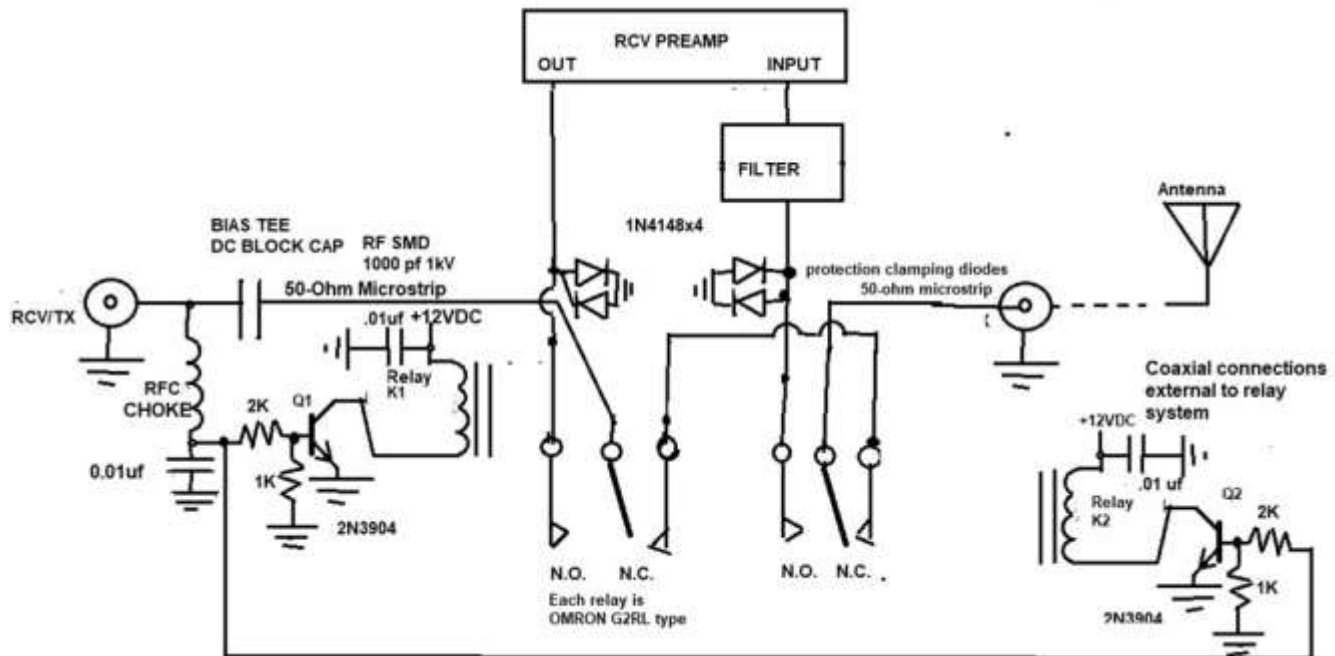 RCV PREAMP
OUT
INPUT
FILTER
Antenna
BIAS TEE
DC BLOCK CAP
RF SMD
1000 pf 1kV
50-Ohm Microstrip
1N4148x4
protection clamping diodes
50-ohm microstrip
RCV/TX
.01uf +12VDC
Relay
K1
RFC
CHOKE
2K
Q1
0.01uf
1K
2N3904
Coaxial connections
external to relay
system
+12VDC
.01 uf
Relay
K2
Q2
2K
1K
2N3904
N.O.
N.C.
N.O.
N.C.
Each relay is
OMRON G2RL type